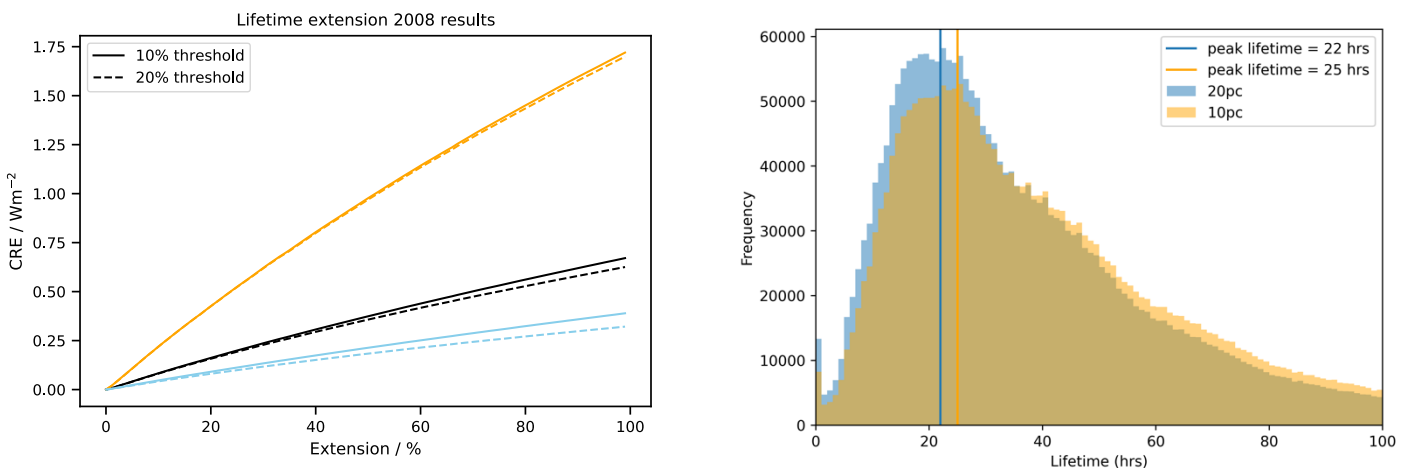 Lifetime extension 2008 results
10% threshold
20% threshold
1.75
1.50
1.25
1.00
0.75
0.50
0.25
0.00
CRE / Wm⁻²
0 20 40 60 80 100
Extension / %
peak lifetime = 22 hrs
peak lifetime = 25 hrs
20pc
10pc
60000
50000
40000
30000
20000
10000
0
Frequency
0 20 40 60 80 100
Lifetime (hrs)